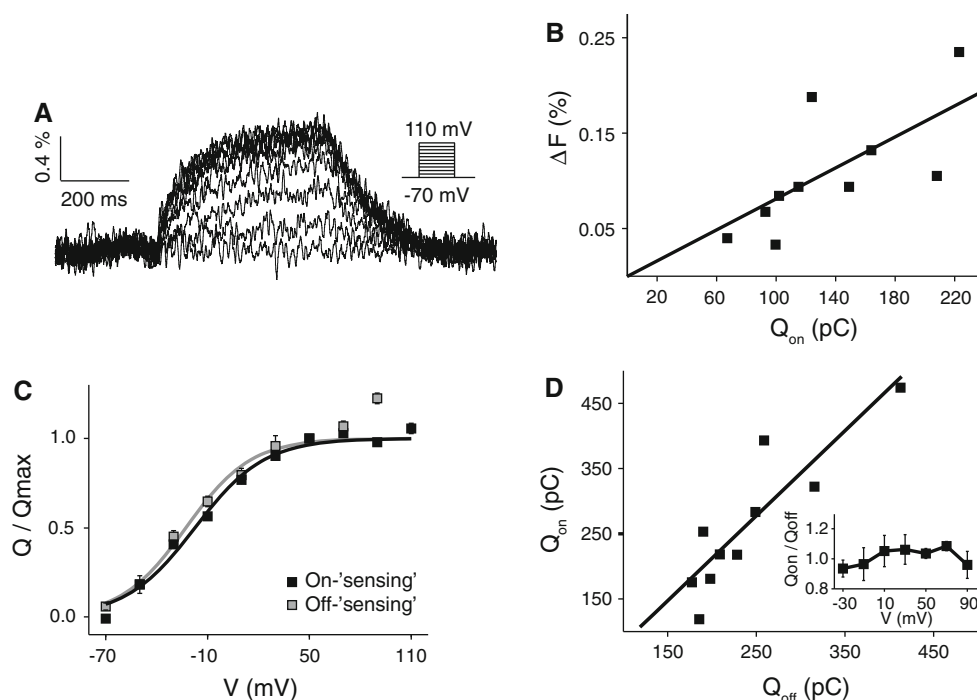 A
0.4 %
200 ms
110 mV
-70 mV
B
0.25
0.15
0.05
ΔF (%)
20 60 100 140 180 220
Qon (pC)
C
1.0
0.5
0.0
Q / Qmax
On-'sensing'
Off-'sensing'
-70 -10 50 110
V (mV)
D
450
350
250
150
Qon (pC)
150 250 350 450
Qoff (pC)
1.2
1.0
0.8
Qon / Qoff
-30 10 50 90
V (mV)